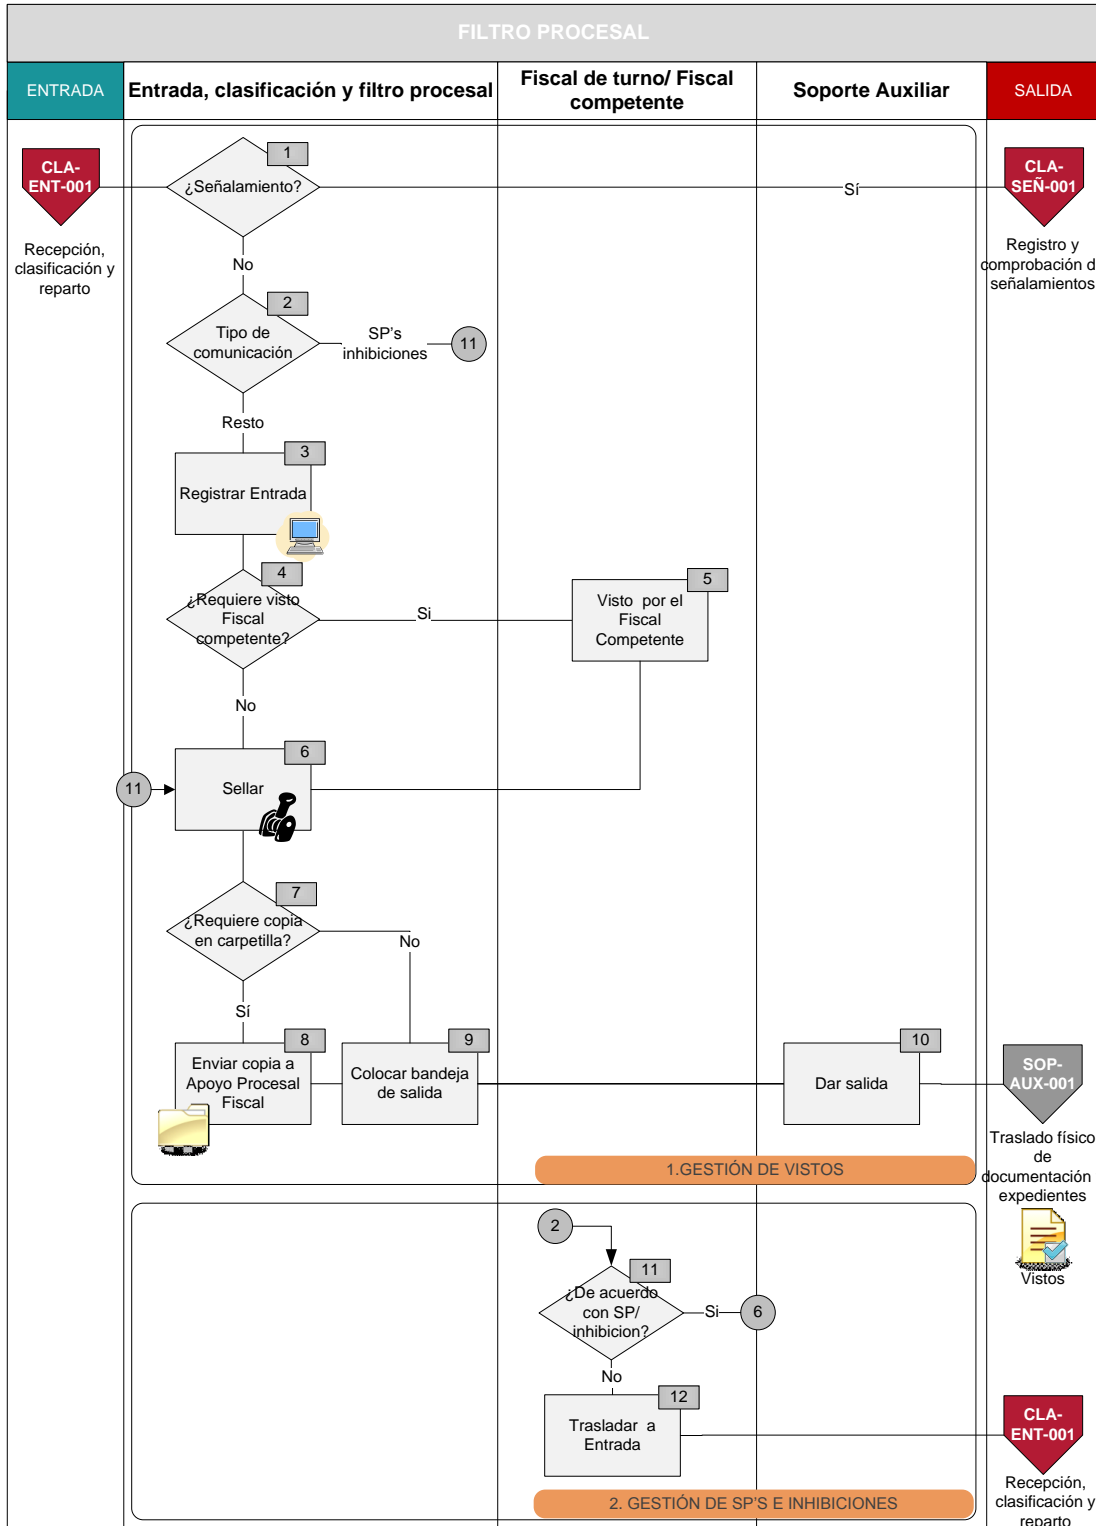 FILTRO PROCESAL
ENTRADA
Entrada, clasificación y filtro procesal
Fiscal de turno/ Fiscal
competente
Soporte Auxiliar
SALIDA
CLA-
ENT-001
Recepción,
clasificación y
reparto
1
¿Señalamiento?
Sí
CLA-
SEÑ-001
Registro y
comprobación d
señalamientos
No
2
Tipo de
comunicación
SP's
inhibiciones
11
Resto
3
Registrar Entrada
4
¿Requiere visto
Fiscal
competente?
Si
5
Visto por el
Fiscal
Competente
No
11
6
Sellar
7
¿Requiere copia
en carpetilla?
No
Sí
8
Enviar copia a
Apoyo Procesal
Fiscal
9
Colocar bandeja
de salida
10
Dar salida
SOP-
AUX-001
Traslado físico
de
documentación
expedientes
Vistos
1.GESTIÓN DE VISTOS
2
11
¿De acuerdo
con SP/
inhibicion?
Si
6
No
12
Trasladar a
Entrada
CLA-
ENT-001
Recepción,
clasificación y
reparto
2. GESTIÓN DE SP'S E INHIBICIONES